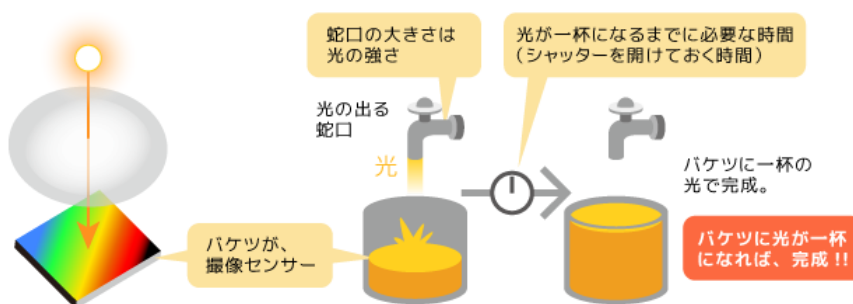 蛇口の大きさは
光の強さ
光が一杯になるまでに必要な時間
（シャッターを開けておく時間）
光の出る
蛇口
光
バケツに一杯の
光で完成。
バケツが、
撮像センサー
バケツに光が一杯
になれば、完成!!